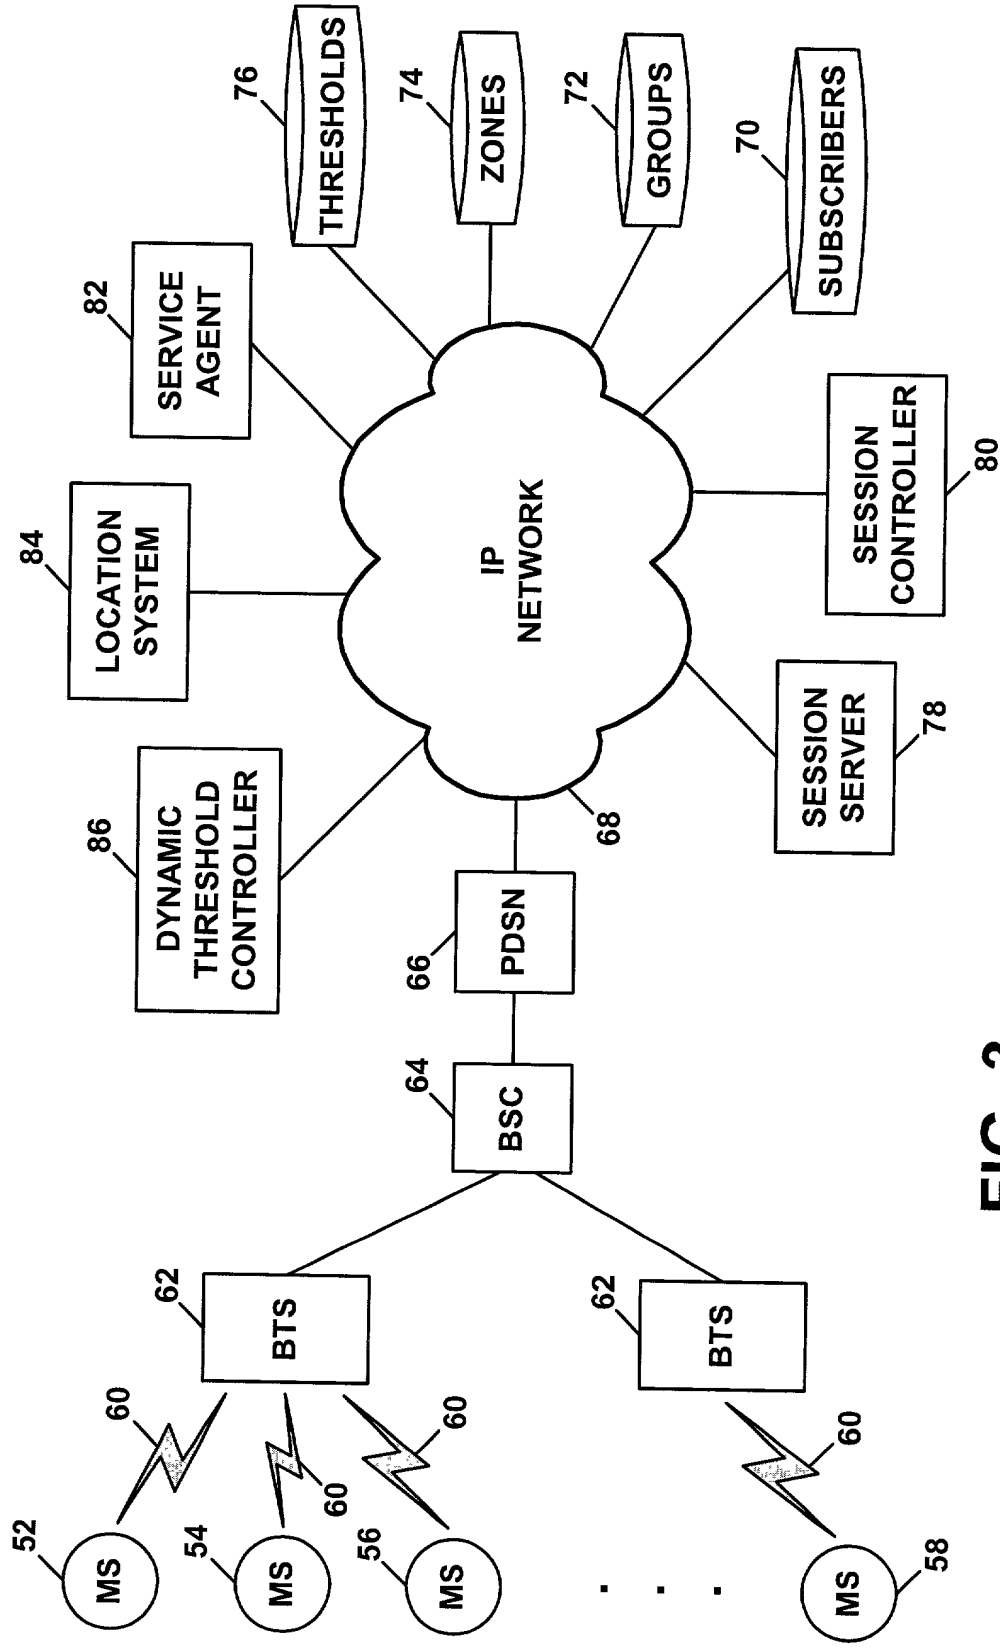 52
MS
54
MS
56
MS
58
MS
60
60
60
60
62
BTS
62
BTS
64
BSC
66
PDSN
68
IP
NETWORK
86
DYNAMIC
THRESHOLD
CONTROLLER
84
LOCATION
SYSTEM
82
SERVICE
AGENT
76
THRESHOLDS
74
ZONES
72
GROUPS
70
SUBSCRIBERS
SESSION
SERVER
78
SESSION
CONTROLLER
80
FIG.